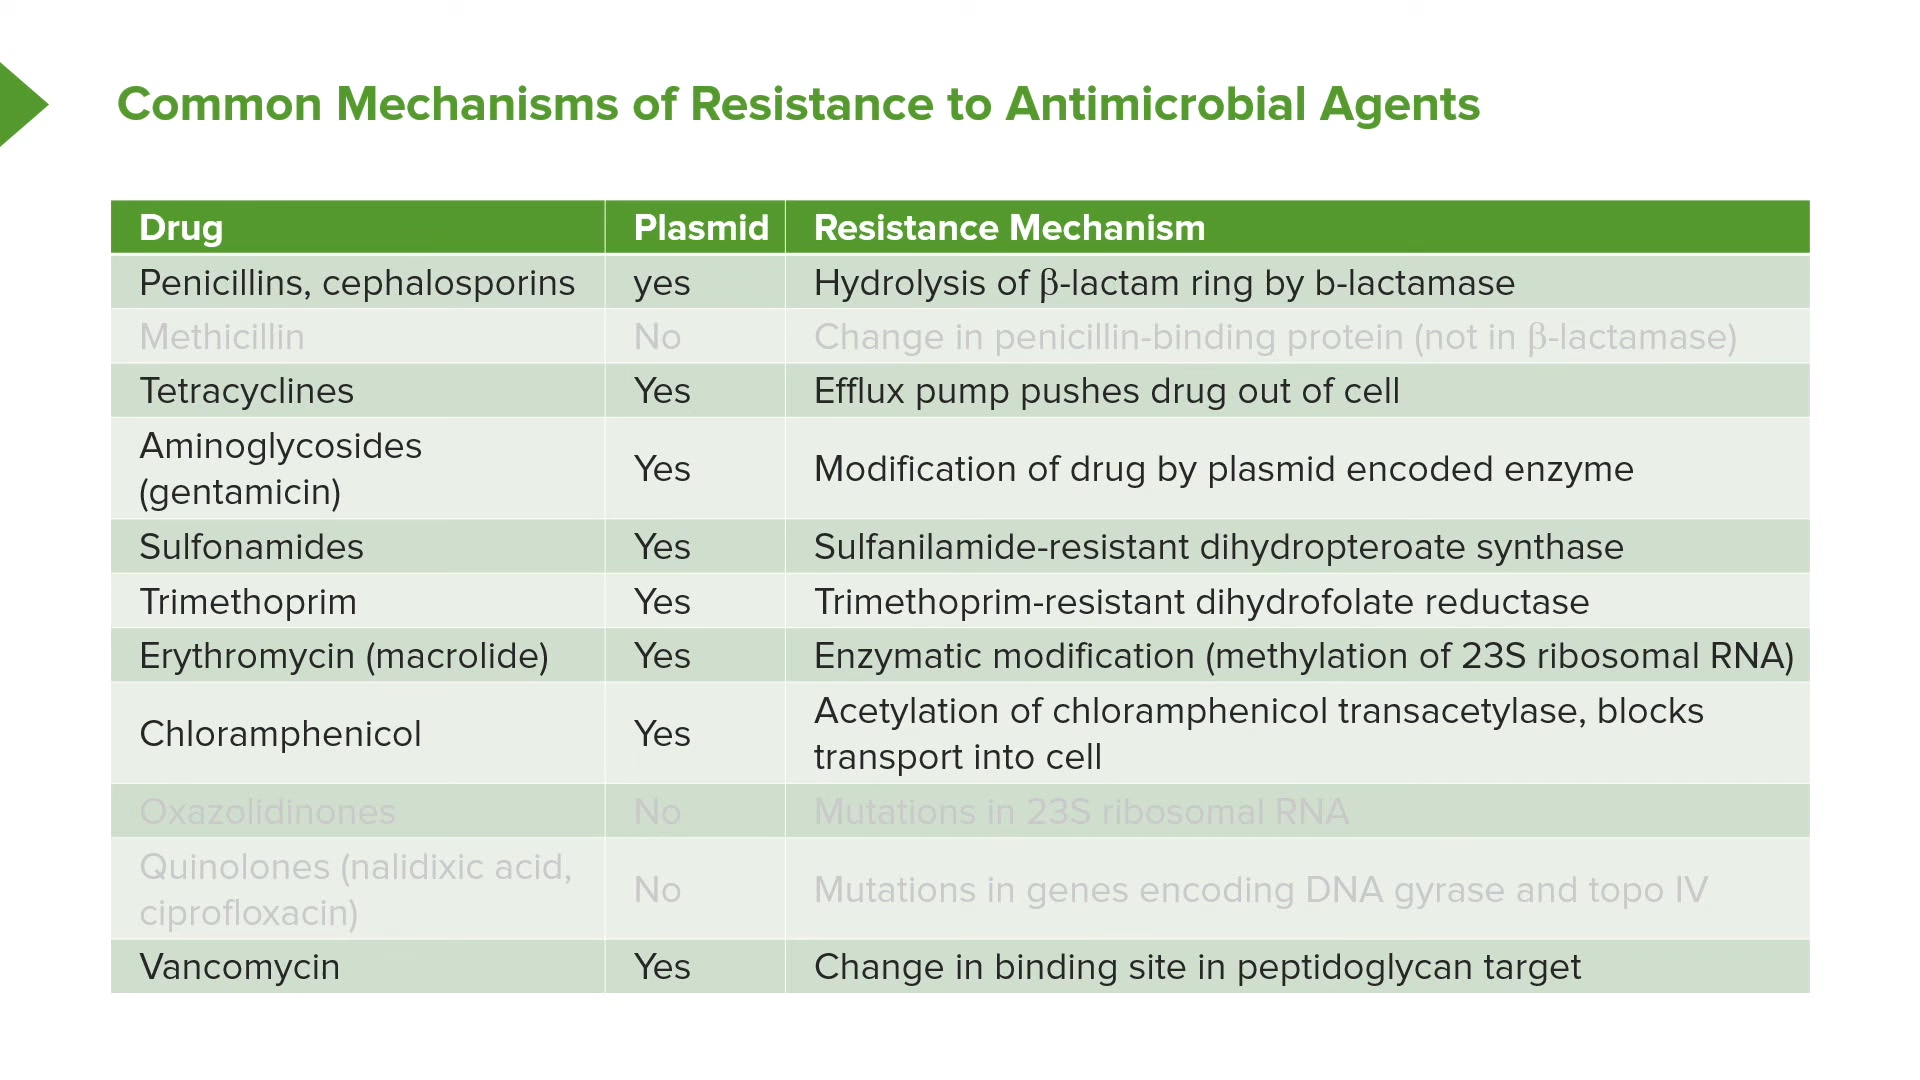 Common Mechanisms of Resistance to Antimicrobial Agents
Drug Plasmid Resistance Mechanism
Penicillins, cephalosporins yes Hydrolysis of β-lactam ring by b-lactamase
Methicillin No Change in penicillin-binding protein (not in β-lactamase)
Tetracyclines Yes Efflux pump pushes drug out of cell
Aminoglycosides
(gentamicin) Yes Modification of drug by plasmid encoded enzyme
Sulfonamides Yes Sulfanilamide-resistant dihydropteroate synthase
Trimethoprim Yes Trimethoprim-resistant dihydrofolate reductase
Erythromycin (macrolide) Yes Enzymatic modification (methylation of 23S ribosomal RNA)
Chloramphenicol Yes Acetylation of chloramphenicol transacetylase, blocks
transport into cell
Oxazolidinones No Mutations in 23S ribosomal RNA
Quinolones (nalidixic acid,
ciprofloxacin) No Mutations in genes encoding DNA gyrase and topo IV
Vancomycin Yes Change in binding site in peptidoglycan target